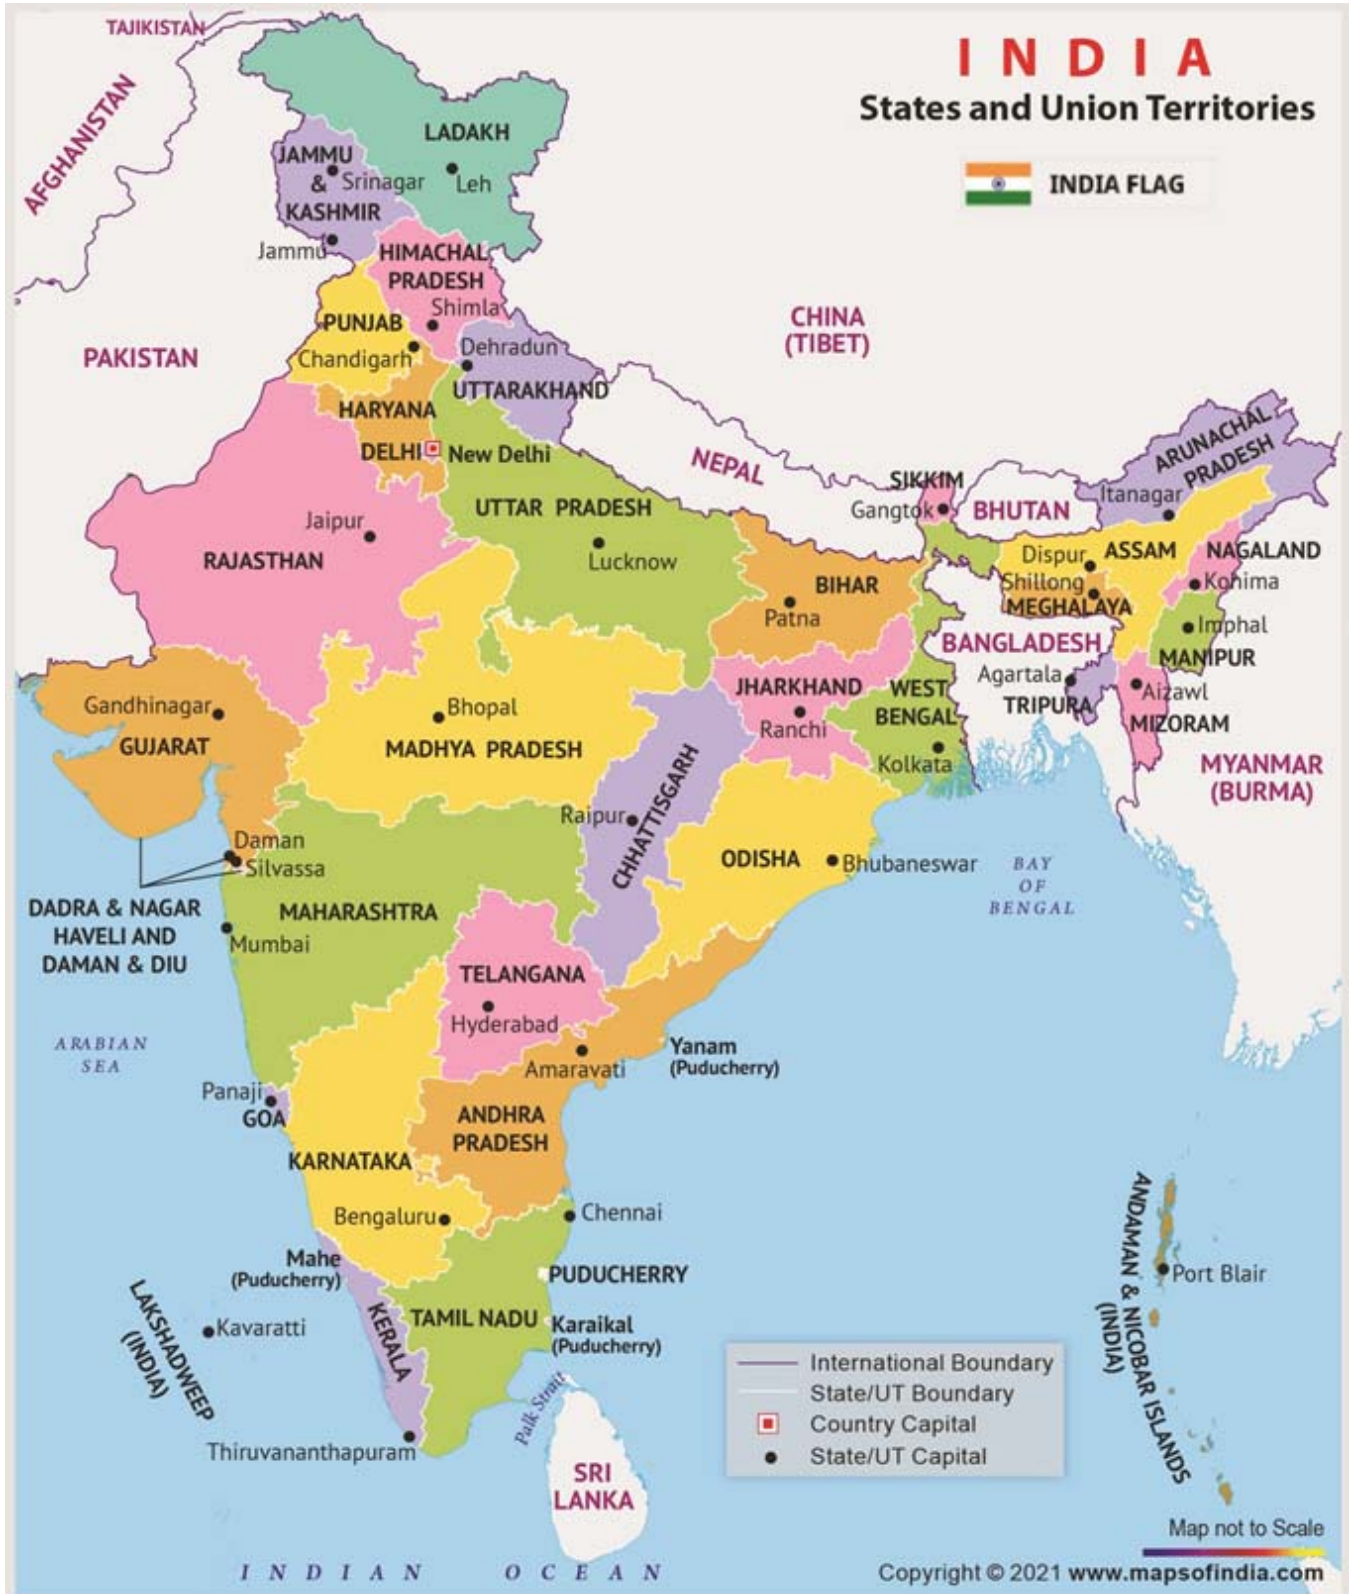 INDIA
States and Union Territories
INDIA FLAG
TAJIKISTAN
AFGHANISTAN
PAKISTAN
CHINA
(TIBET)
NEPAL
BHUTAN
BANGLADESH
MYANMAR
(BURMA)
SRI
LANKA
LADAKH
Leh
JAMMU
&
KASHMIR
Srinagar
Jammu
HIMACHAL
PRADESH
Shimla
PUNJAB
Chandigarh
Dehradun
UTTARAKHAND
HARYANA
DELHI
New Delhi
UTTAR PRADESH
Lucknow
Jaipur
RAJASTHAN
BIHAR
Patna
SIKKIM
Gangtok
ARUNACHAL
PRADESH
Itanagar
Dispur
ASSAM
NAGALAND
Kohima
Shillong
MEGHALAYA
Imphal
MANIPUR
Agartala
TRIPURA
Aizawl
MIZORAM
Gandhinagar
GUJARAT
Bhopal
MADHYA PRADESH
JHARKHAND
Ranchi
WEST
BENGAL
Kolkata
CHHATTISGARH
Raipur
ODISHA
Bhubaneswar
Daman
Silvassa
DADRA & NAGAR
HAVELI AND
DAMAN & DIU
MAHARASHTRA
Mumbai
TELANGANA
Hyderabad
Amaravati
Yanam
(Puducherry)
Panaji
GOA
ANDHRA
PRADESH
KARNATAKA
Bengaluru
Chennai
Mahe
(Puducherry)
PUDUCHERRY
TAMIL NADU
Karaikal
(Puducherry)
KERALA
Thiruvananthapuram
LAKSHADWEEP
(INDIA)
Kavaratti
ANDAMAN & NICOBAR ISLANDS
(INDIA)
Port Blair
ARABIAN
SEA
BAY
OF
BENGAL
Palk Strait
INDIAN OCEAN
International Boundary
State/UT Boundary
Country Capital
State/UT Capital
Map not to Scale
Copyright © 2021 www.mapsofindia.com